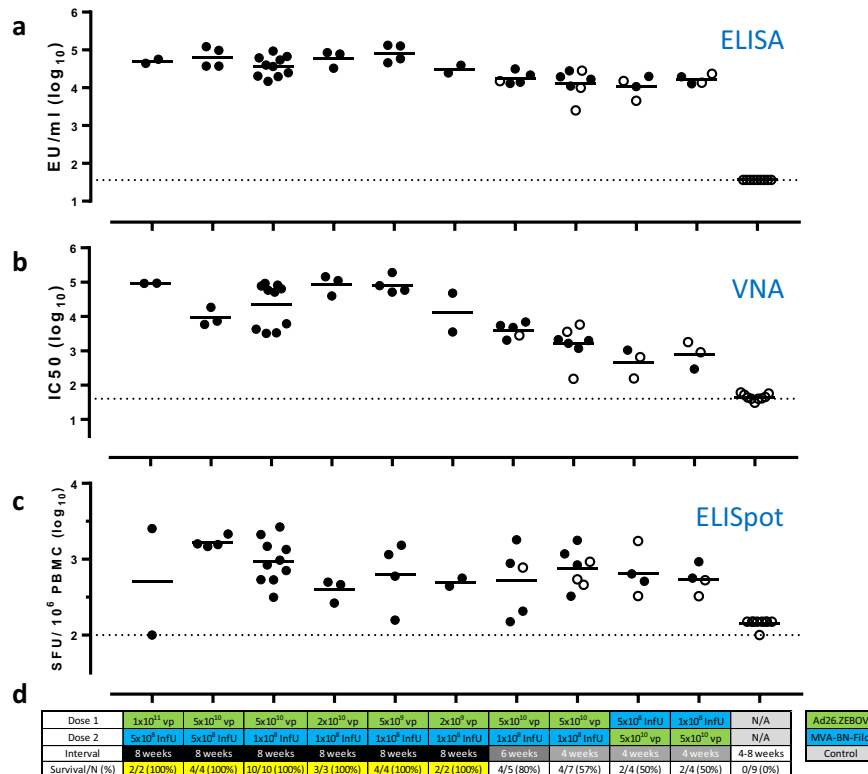 a
ELISA
EU/ml (log10)
6
5
4
3
2
1
b
VNA
IC50 (log10)
6
5
4
3
2
1
c
ELISpot
SFU/10⁶ PBMC (log10)
4
3
2
d
Dose 1 1x10¹¹ vp 5x10¹⁰ vp 5x10¹⁰ vp 2x10¹⁰ vp 5x10⁹ vp 2x10⁹ vp 5x10¹⁰ vp 5x10¹⁰ vp 5x10⁸ InfU 1x10⁸ InfU N/A Ad26.ZEBOV
Dose 2 5x10⁸ InfU 5x10⁸ InfU 1x10⁸ InfU 1x10⁸ InfU 1x10⁸ InfU 1x10⁸ InfU 1x10⁸ InfU 1x10⁸ InfU 5x10¹⁰ vp 5x10¹⁰ vp N/A MVA-BN-Filo
Interval 8 weeks 8 weeks 8 weeks 8 weeks 8 weeks 8 weeks 6 weeks 4 weeks 4 weeks 4 weeks 4-8 weeks Control
Survival/N (%) 2/2 (100%) 4/4 (100%) 10/10 (100%) 3/3 (100%) 4/4 (100%) 2/2 (100%) 4/5 (80%) 4/7 (57%) 2/4 (50%) 2/4 (50%) 0/9 (0%)